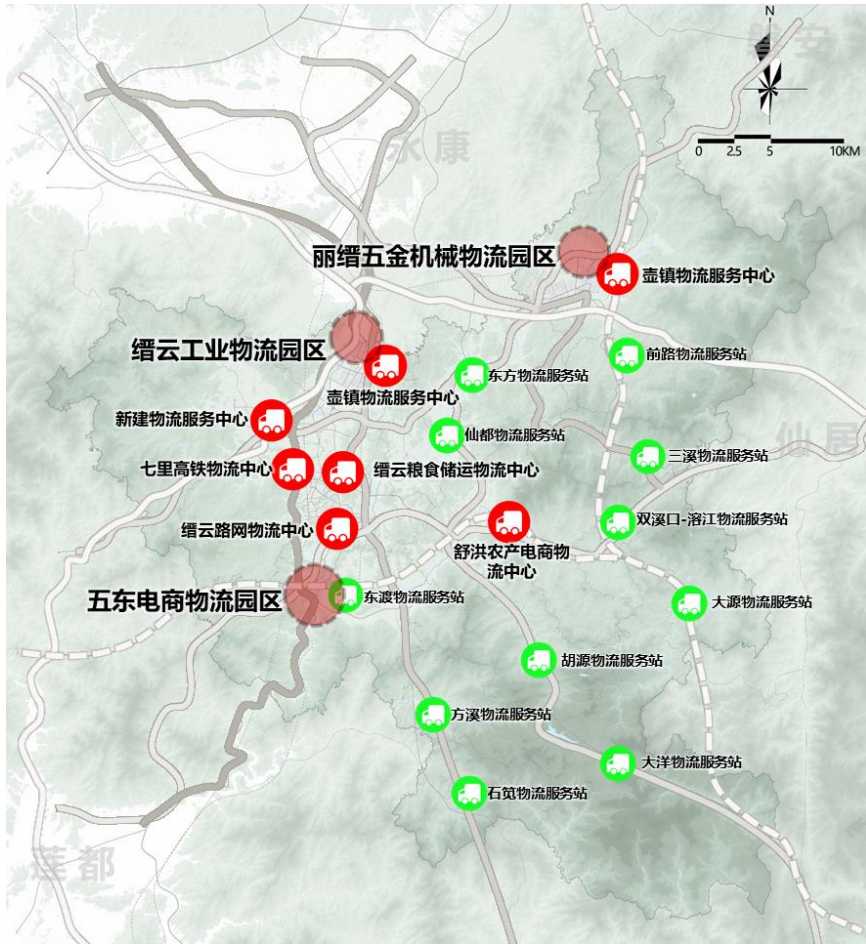 N
磐安
永康
0 2.5 5 10KM
丽缙五金机械物流园区
壶镇物流服务中心
缙云工业物流园区
前路物流服务站
东方物流服务站
壶镇物流服务中心
新建物流服务中心
仙都物流服务站
仙居
三溪物流服务站
七里高铁物流中心
缙云粮食储运物流中心
双溪口-溶江物流服务站
缙云路网物流中心
舒洪农产电商物
流中心
五东电商物流园区
东渡物流服务站
大源物流服务站
胡源物流服务站
方溪物流服务站
大洋物流服务站
石笕物流服务站
莲都